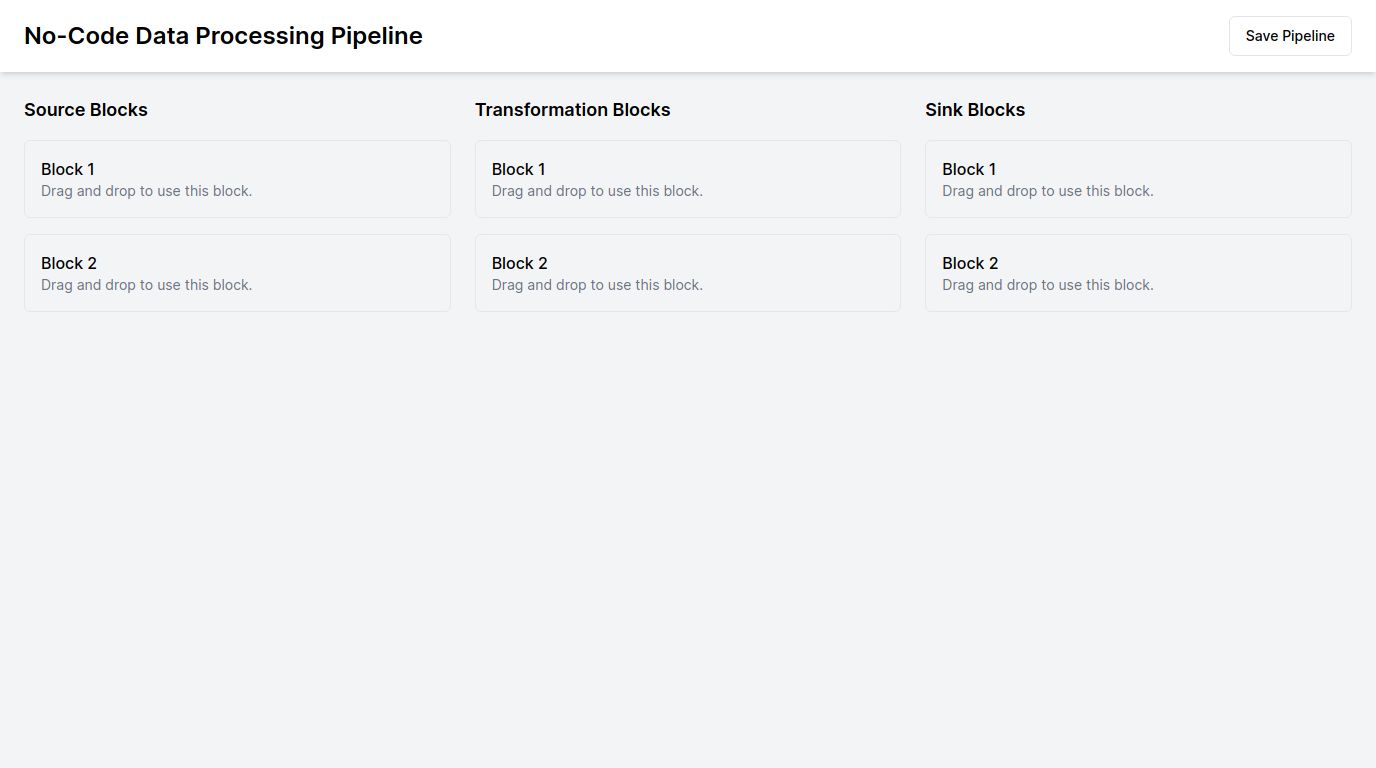 No-Code Data Processing Pipeline
Save Pipeline
Source Blocks
Block 1
Drag and drop to use this block.
Block 2
Drag and drop to use this block.
Transformation Blocks
Block 1
Drag and drop to use this block.
Block 2
Drag and drop to use this block.
Sink Blocks
Block 1
Drag and drop to use this block.
Block 2
Drag and drop to use this block.